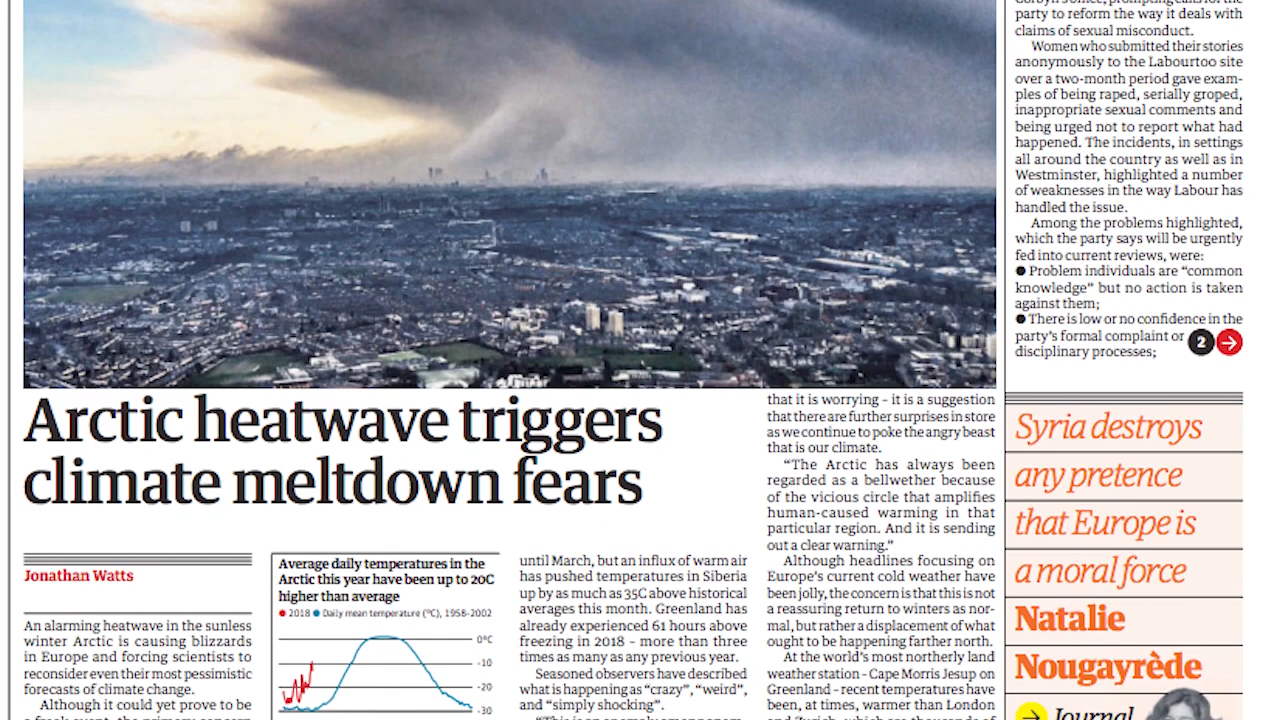 Arctic heatwave triggers
climate meltdown fears
Jonathan Watts
An alarming heatwave in the sunless
winter Arctic is causing blizzards
in Europe and forcing scientists to
reconsider even their most pessimistic
forecasts of climate change.
Although it could yet prove to be
Average daily temperatures in the
Arctic this year have been up to 20C
higher than average
2018 Daily mean temperature (°C), 1958-2002
0°C
-10
-20
-30
until March, but an influx of warm air
has pushed temperatures in Siberia
up by as much as 35C above historical
averages this month. Greenland has
already experienced 61 hours above
freezing in 2018 – more than three
times as many as any previous year.
Seasoned observers have described
what is happening as “crazy”, “weird”,
and “simply shocking”.
that it is worrying – it is a suggestion
that there are further surprises in store
as we continue to poke the angry beast
that is our climate.
“The Arctic has always been
regarded as a bellwether because
of the vicious circle that amplifies
human-caused warming in that
particular region. And it is sending
out a clear warning.”
Although headlines focusing on
Europe's current cold weather have
been jolly, the concern is that this is not
a reassuring return to winters as nor-
mal, but rather a displacement of what
ought to be happening farther north.
At the world's most northerly land
weather station – Cape Morris Jesup on
Greenland – recent temperatures have
been, at times, warmer than London
party to reform the way it deals with
claims of sexual misconduct.
Women who submitted their stories
anonymously to the Labourtoo site
over a two-month period gave exam-
ples of being raped, serially groped,
inappropriate sexual comments and
being urged not to report what had
happened. The incidents, in settings
all around the country as well as in
Westminster, highlighted a number
of weaknesses in the way Labour has
handled the issue.
Among the problems highlighted,
which the party says will be urgently
fed into current reviews, were:
● Problem individuals are “common
knowledge” but no action is taken
against them;
● There is low or no confidence in the
party's formal complaint or
disciplinary processes;
2
Syria destroys
any pretence
that Europe is
a moral force
Natalie
Nougayrède
Journal